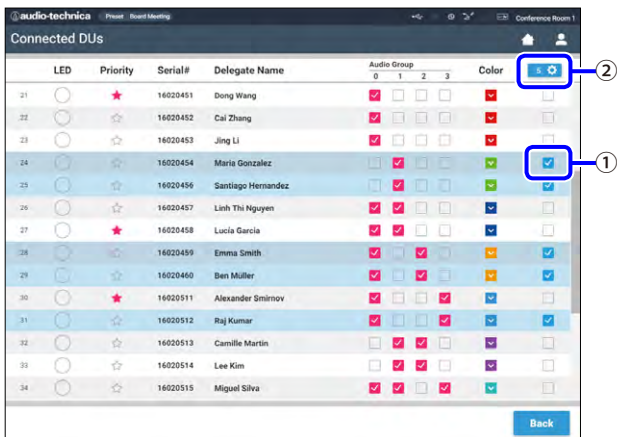 audio-technica Preset Board Meeting Conference Room 1
Connected DUs
LED Priority Serial# Delegate Name Audio Group Color 5
0 1 2 3
②
21 16020451 Dong Wang
22 16020452 Cai Zhang
23 16020453 Jing Li
24 16020454 Maria Gonzalez
①
25 16020456 Santiago Hernandez
26 16020457 Linh Thi Nguyen
27 16020458 Lucía García
28 16020459 Emma Smith
29 16020460 Ben Müller
30 16020511 Alexander Smirnov
31 16020512 Raj Kumar
32 16020513 Camille Martin
33 16020514 Lee Kim
34 16020515 Miguel Silva
Back